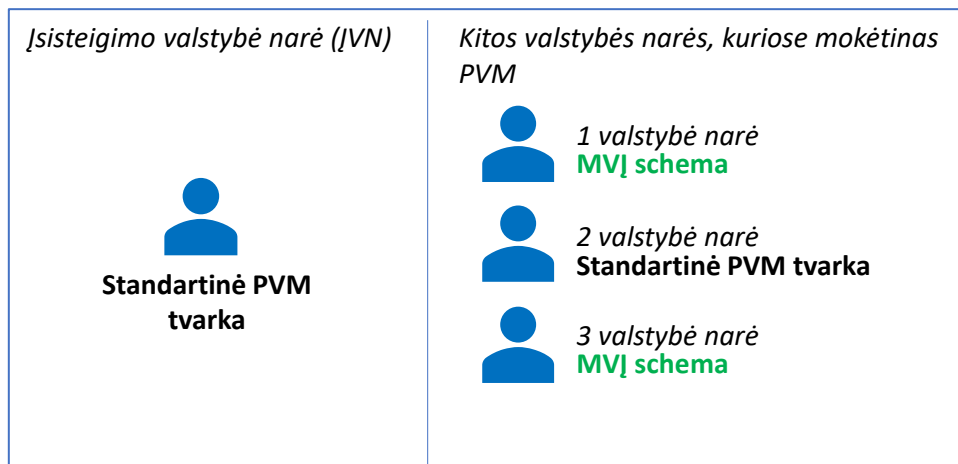 Įsisteigimo valstybė narė (ĮVN)
Standartinė PVM
tvarka
Kitos valstybės narės, kuriose mokėtinas
PVM
1 valstybė narė
MVĮ schema
2 valstybė narė
Standartinė PVM tvarka
3 valstybė narė
MVĮ schema